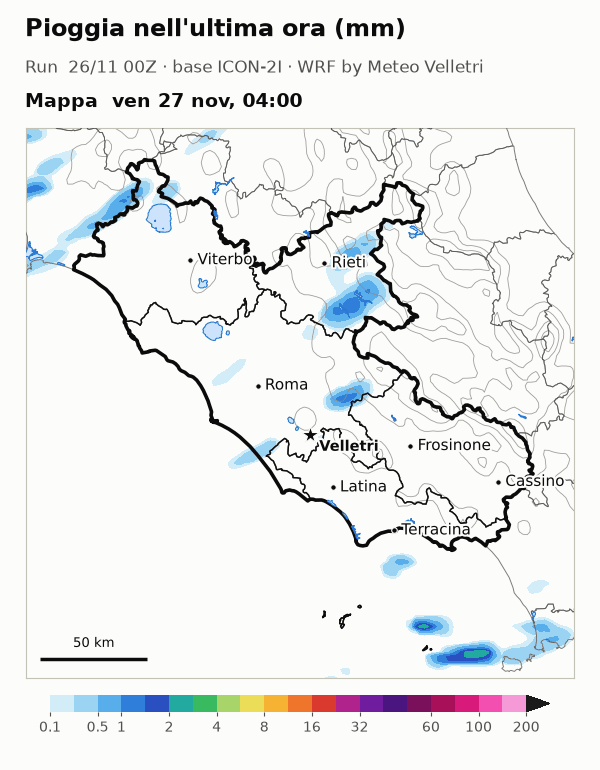 Pioggia nell'ultima ora (mm)
Run  26/11 00Z · base ICON-2I · WRF by Meteo Velletri
Mappa  ven 27 nov, 04:00
Viterbo
Rieti
Roma
Velletri
Frosinone
Cassino
Latina
Terracina
50 km
0.1 0.5 1 2 4 8 16 32 60 100 200